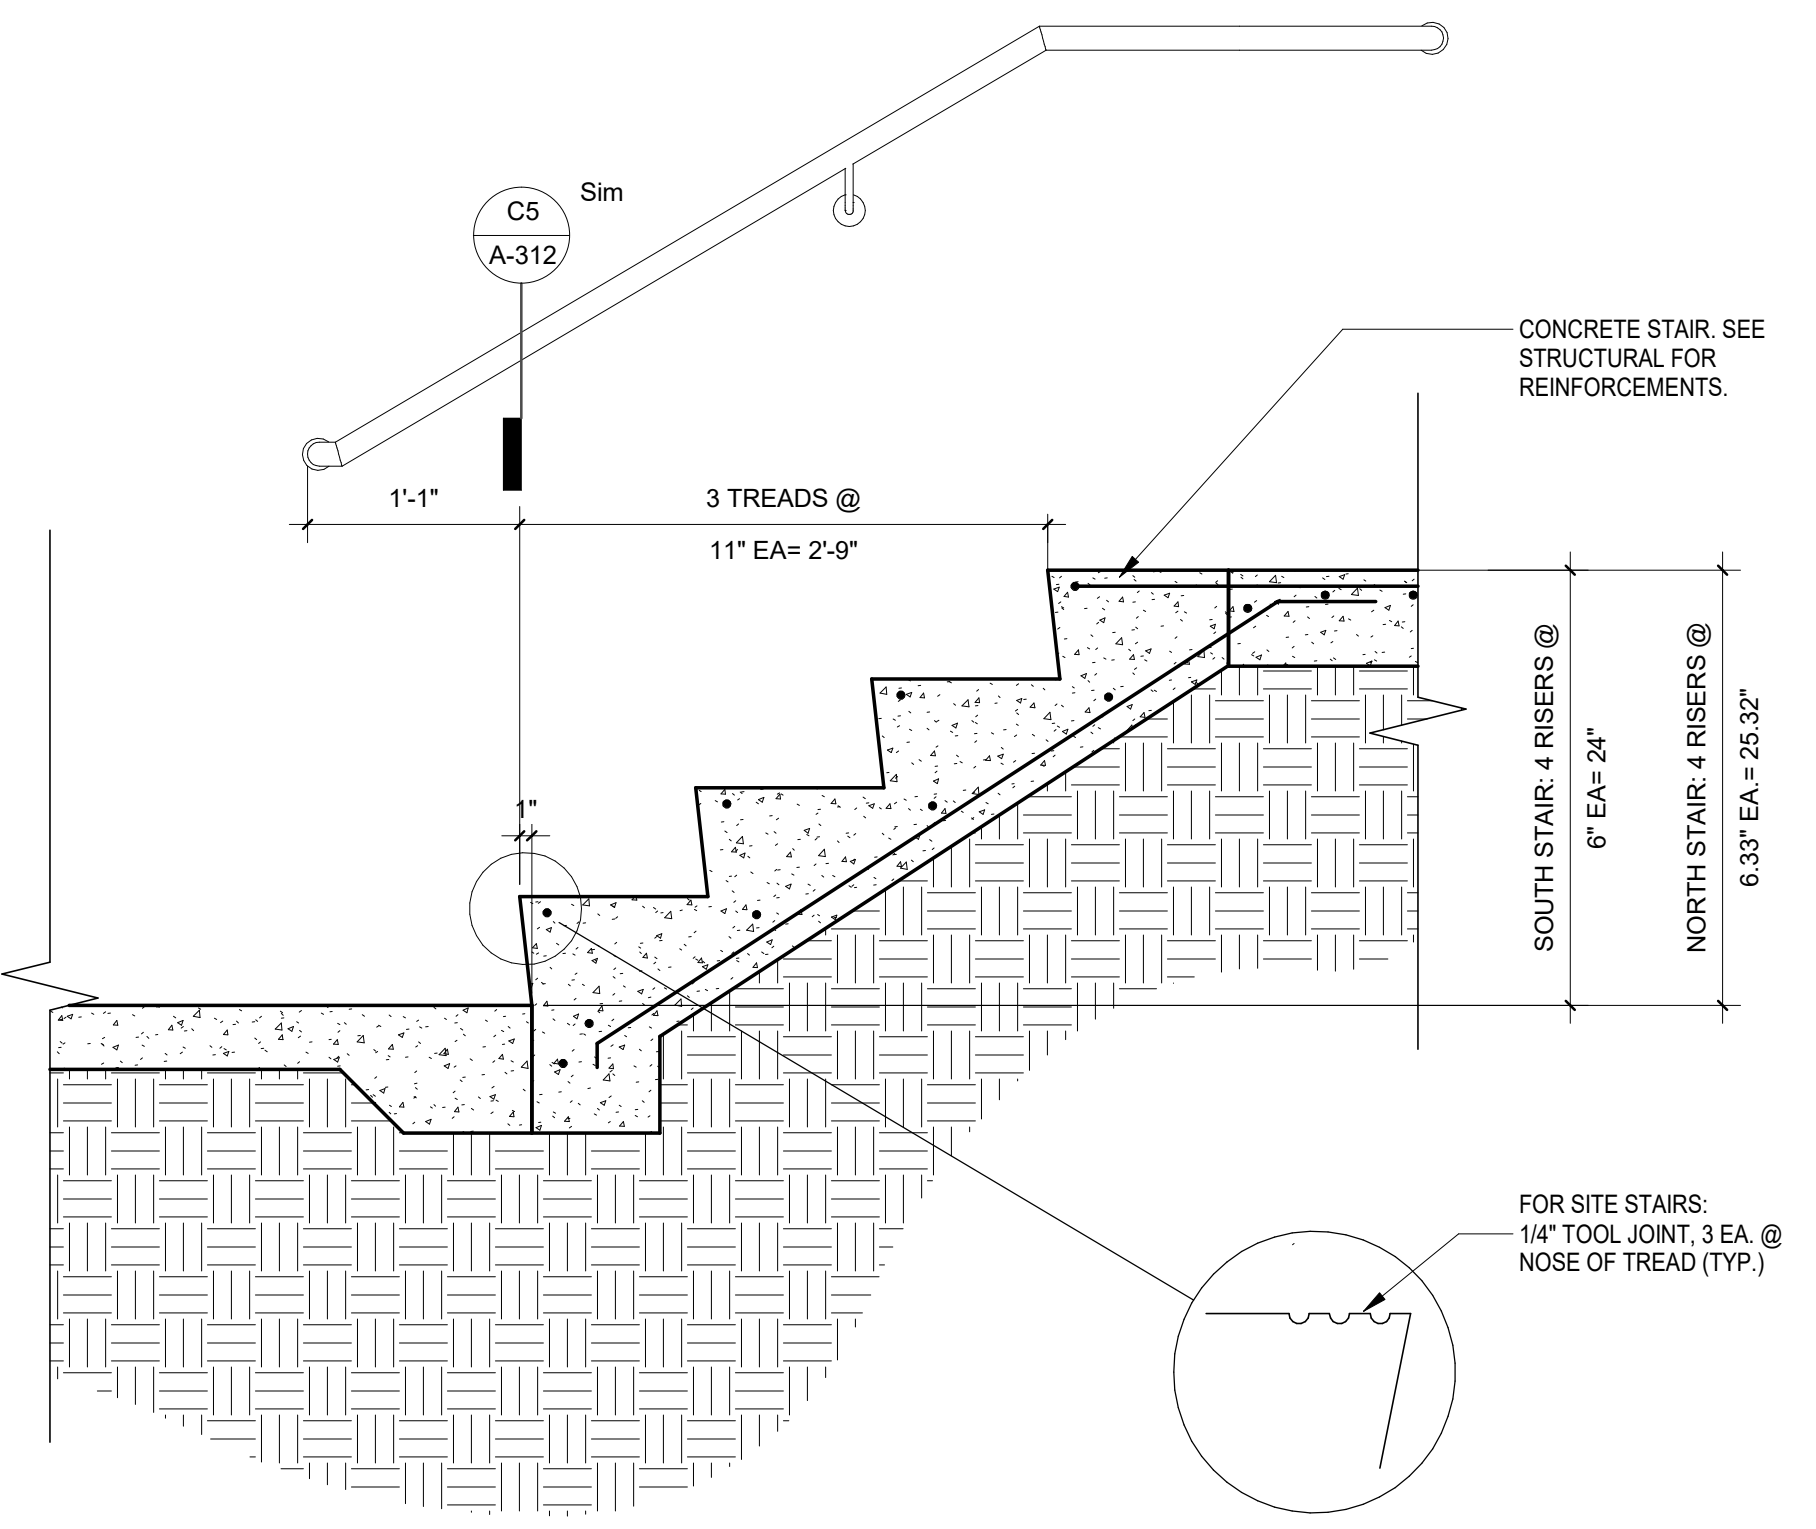 C5
A-312
Sim
CONCRETE STAIR. SEE
STRUCTURAL FOR
REINFORCEMENTS.
1'-1"
3 TREADS @
11" EA= 2'-9"
1"
SOUTH STAIR: 4 RISERS @
6" EA= 24"
NORTH STAIR: 4 RISERS @
6.33" EA.= 25.32"
FOR SITE STAIRS:
1/4" TOOL JOINT, 3 EA. @
NOSE OF TREAD (TYP.)